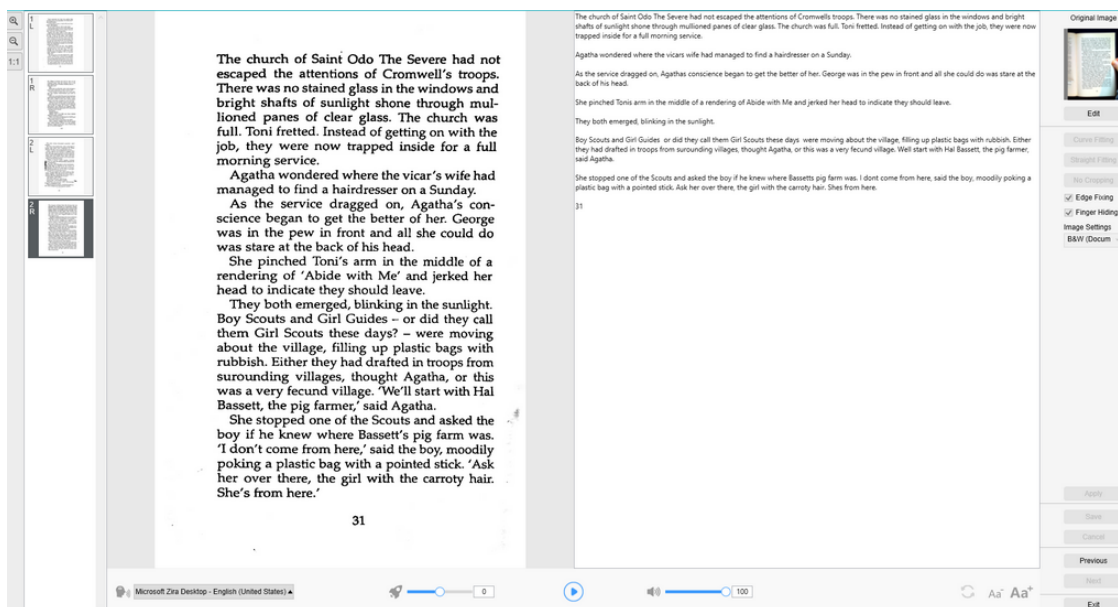 The church of Saint Odo The Severe had not
escaped the attentions of Cromwell's troops.
There was no stained glass in the windows and
bright shafts of sunlight shone through mul-
lioned panes of clear glass. The church was
full. Toni fretted. Instead of getting on with the
job, they were now trapped inside for a full
morning service.
Agatha wondered where the vicar's wife had
managed to find a hairdresser on a Sunday.
As the service dragged on, Agatha's con-
science began to get the better of her. George
was in the pew in front and all she could do
was stare at the back of his head.
She pinched Toni's arm in the middle of a
rendering of 'Abide with Me' and jerked her
head to indicate they should leave.
They both emerged, blinking in the sunlight.
Boy Scouts and Girl Guides – or did they call
them Girl Scouts these days? – were moving
about the village, filling up plastic bags with
rubbish. Either they had drafted in troops from
surounding villages, thought Agatha, or this
was a very fecund village. 'We'll start with Hal
Bassett, the pig farmer,' said Agatha.
She stopped one of the Scouts and asked the
boy if he knew where Bassett's pig farm was.
'I don't come from here,' said the boy, moodily
poking a plastic bag with a pointed stick. 'Ask
her over there, the girl with the carroty hair.
She's from here.'
31
The church of Saint Odo The Severe had not escaped the attentions of Cromwells troops. There was no stained glass in the windows and bright
shafts of sunlight shone through mullioned panes of clear glass. The church was full. Toni fretted. Instead of getting on with the job, they were now
trapped inside for a full morning service.
Agatha wondered where the vicars wife had managed to find a hairdresser on a Sunday.
As the service dragged on, Agathas conscience began to get the better of her. George was in the pew in front and all she could do was stare at the
back of his head.
She pinched Tonis arm in the middle of a rendering of Abide with Me and jerked her head to indicate they should leave.
They both emerged, blinking in the sunlight.
Boy Scouts and Girl Guides or did they call them Girl Scouts these days were moving about the village, filling up plastic bags with rubbish. Either
they had drafted in troops from surounding villages, thought Agatha, or this was a very fecund village. Well start with Hal Bassett, the pig farmer,
said Agatha.
She stopped one of the Scouts and asked the boy if he knew where Bassetts pig farm was. I dont come from here, said the boy, moodily poking a
plastic bag with a pointed stick. Ask her over there, the girl with the carroty hair. Shes from here.
31
1:1
1
L
1
R
2
L
2
R
Original Image
Edit
Curve Fitting
Straight Fitting
No Cropping
Edge Fixing
Finger Hiding
Image Settings
B&W (Docum
Apply
Save
Cancel
Previous
Next
Exit
Microsoft Zira Desktop - English (United States)
0
100
Aa-
Aa+